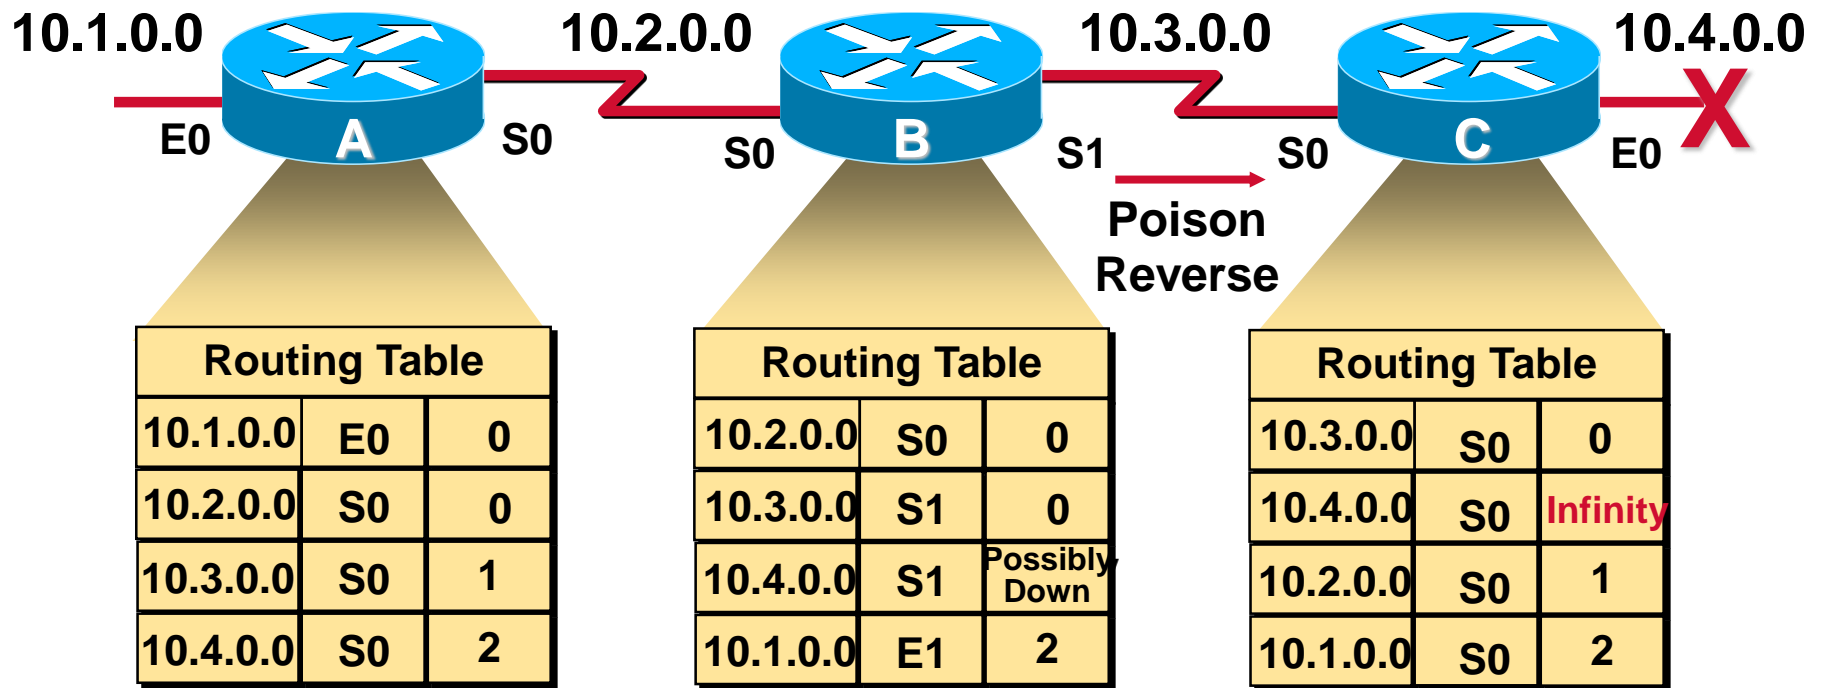 10.1.0.0 10.2.0.0 10.3.0.0 10.4.0.0
A B C X
E0 S0 S0 S1 S0 E0
Poison
Reverse
Routing Table
10.1.0.0 E0 0
10.2.0.0 S0 0
10.3.0.0 S0 1
10.4.0.0 S0 2
Routing Table
10.2.0.0 S0 0
10.3.0.0 S1 0
10.4.0.0 S1 Possibly,
Down
10.1.0.0 E1 2
Routing Table
10.3.0.0 S0 0
10.4.0.0 S0 Infinity
10.2.0.0 S0 1
10.1.0.0 S0 2